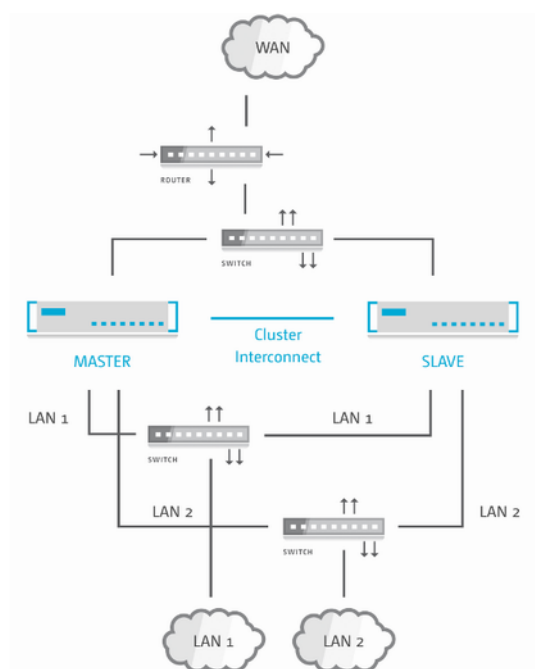 WAN
ROUTER
SWITCH
Cluster
Interconnect
MASTER
SLAVE
LAN 1
LAN 1
SWITCH
LAN 2
LAN 2
SWITCH
LAN 1
LAN 2